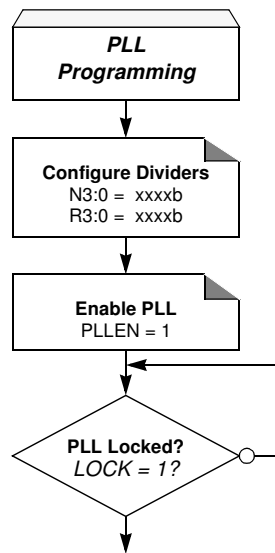 PLL
Programming
Configure Dividers
N3:0 = xxxxb
R3:0 = xxxxb
Enable PLL
PLLEN = 1
PLL Locked?
LOCK = 1?